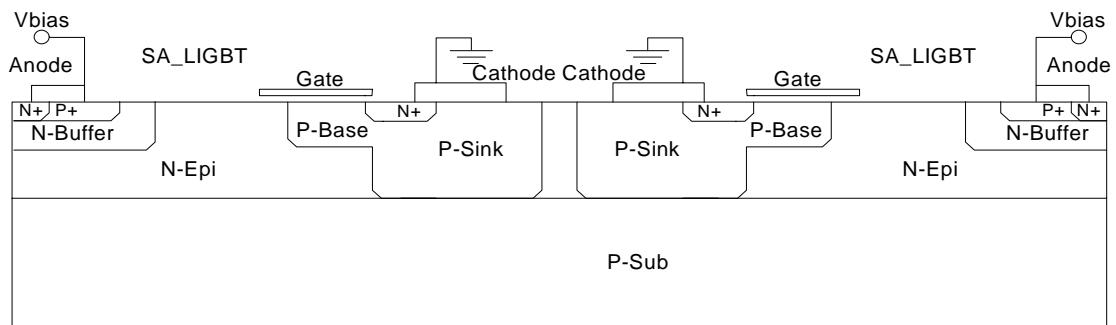 Vbias Vbias
Anode SA_LIGBT SA_LIGBT Anode
Cathode Cathode
Gate Gate
N+ P+ N+ N+ P+ N+
N-Buffer P-Base P-Base N-Buffer
P-Sink P-Sink
N-Epi N-Epi
P-Sub